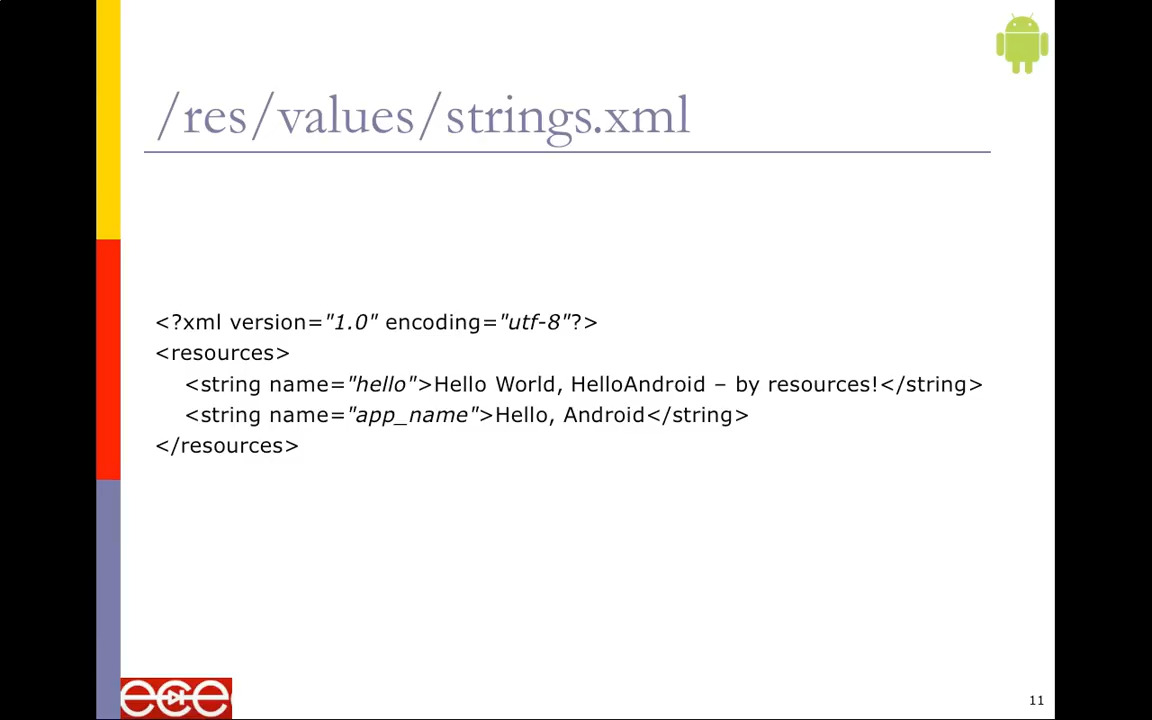 /res/values/strings.xml
<?xml version="1.0" encoding="utf-8"?>
<resources>
<string name="hello">Hello World, HelloAndroid – by resources!</string>
<string name="app_name">Hello, Android</string>
</resources>
ece
11